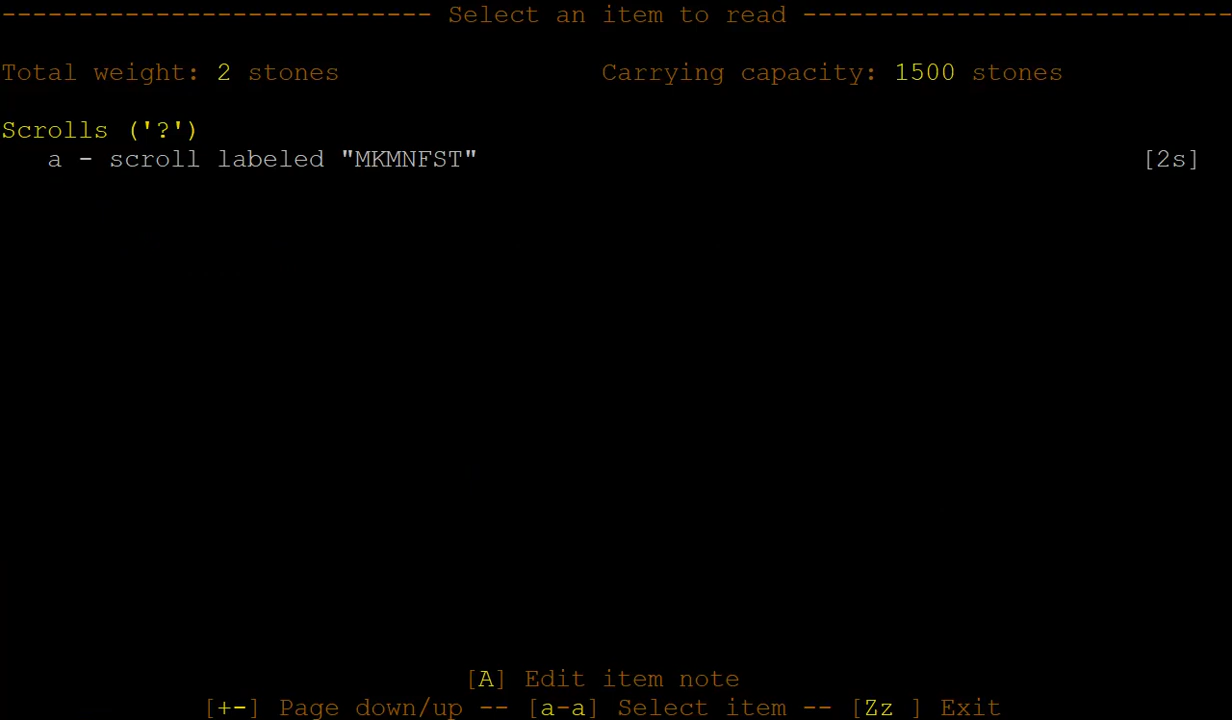 ---------------------------- Select an item to read ----------------------------
Total weight: 2 stones Carrying capacity: 1500 stones
Scrolls ('?')
a - scroll labeled "MKMNFST" [2s]
[A] Edit item note
[+-] Page down/up -- [a-a] Select item -- [Zz ] Exit